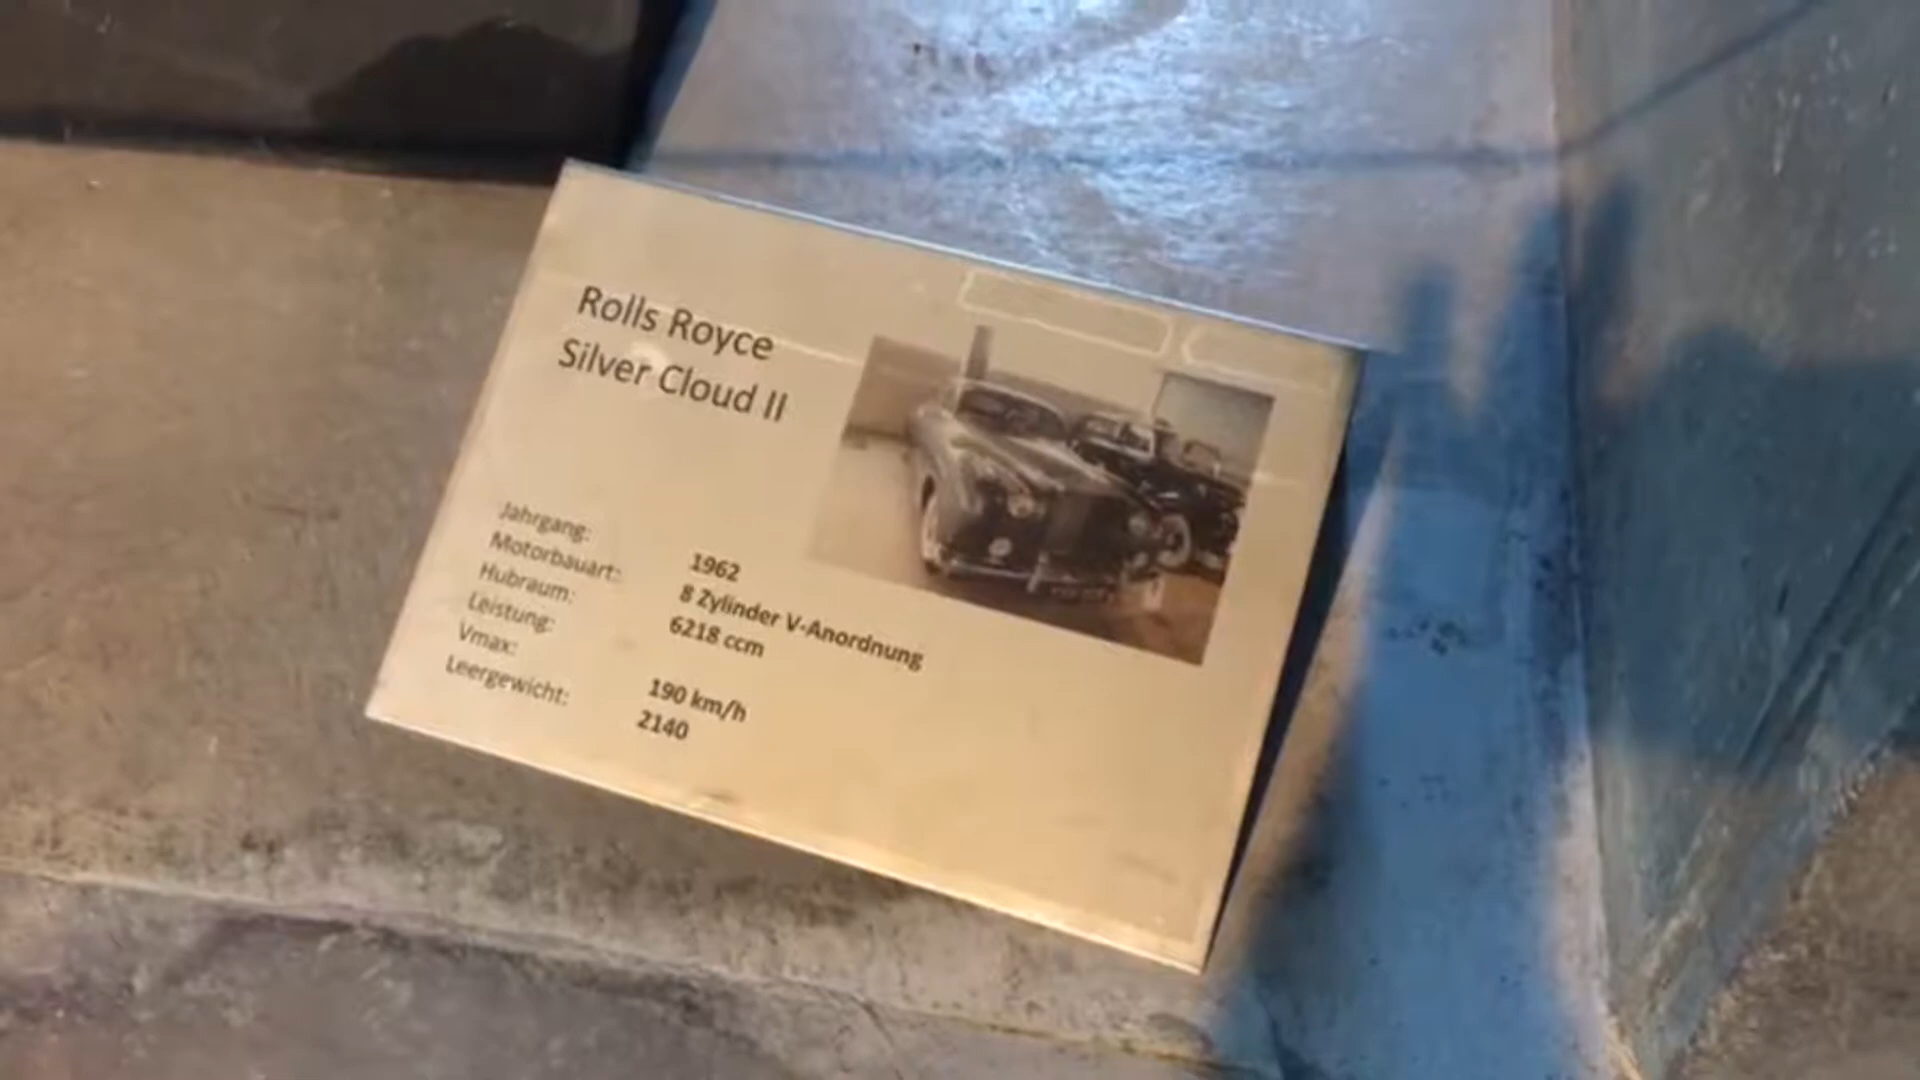 Rolls Royce
Silver Cloud II
Jahrgang: 1962
Motorbauart: 8 Zylinder V-Anordnung
Hubraum: 6218 ccm
Leistung:
Vmax: 190 km/h
Leergewicht: 2140